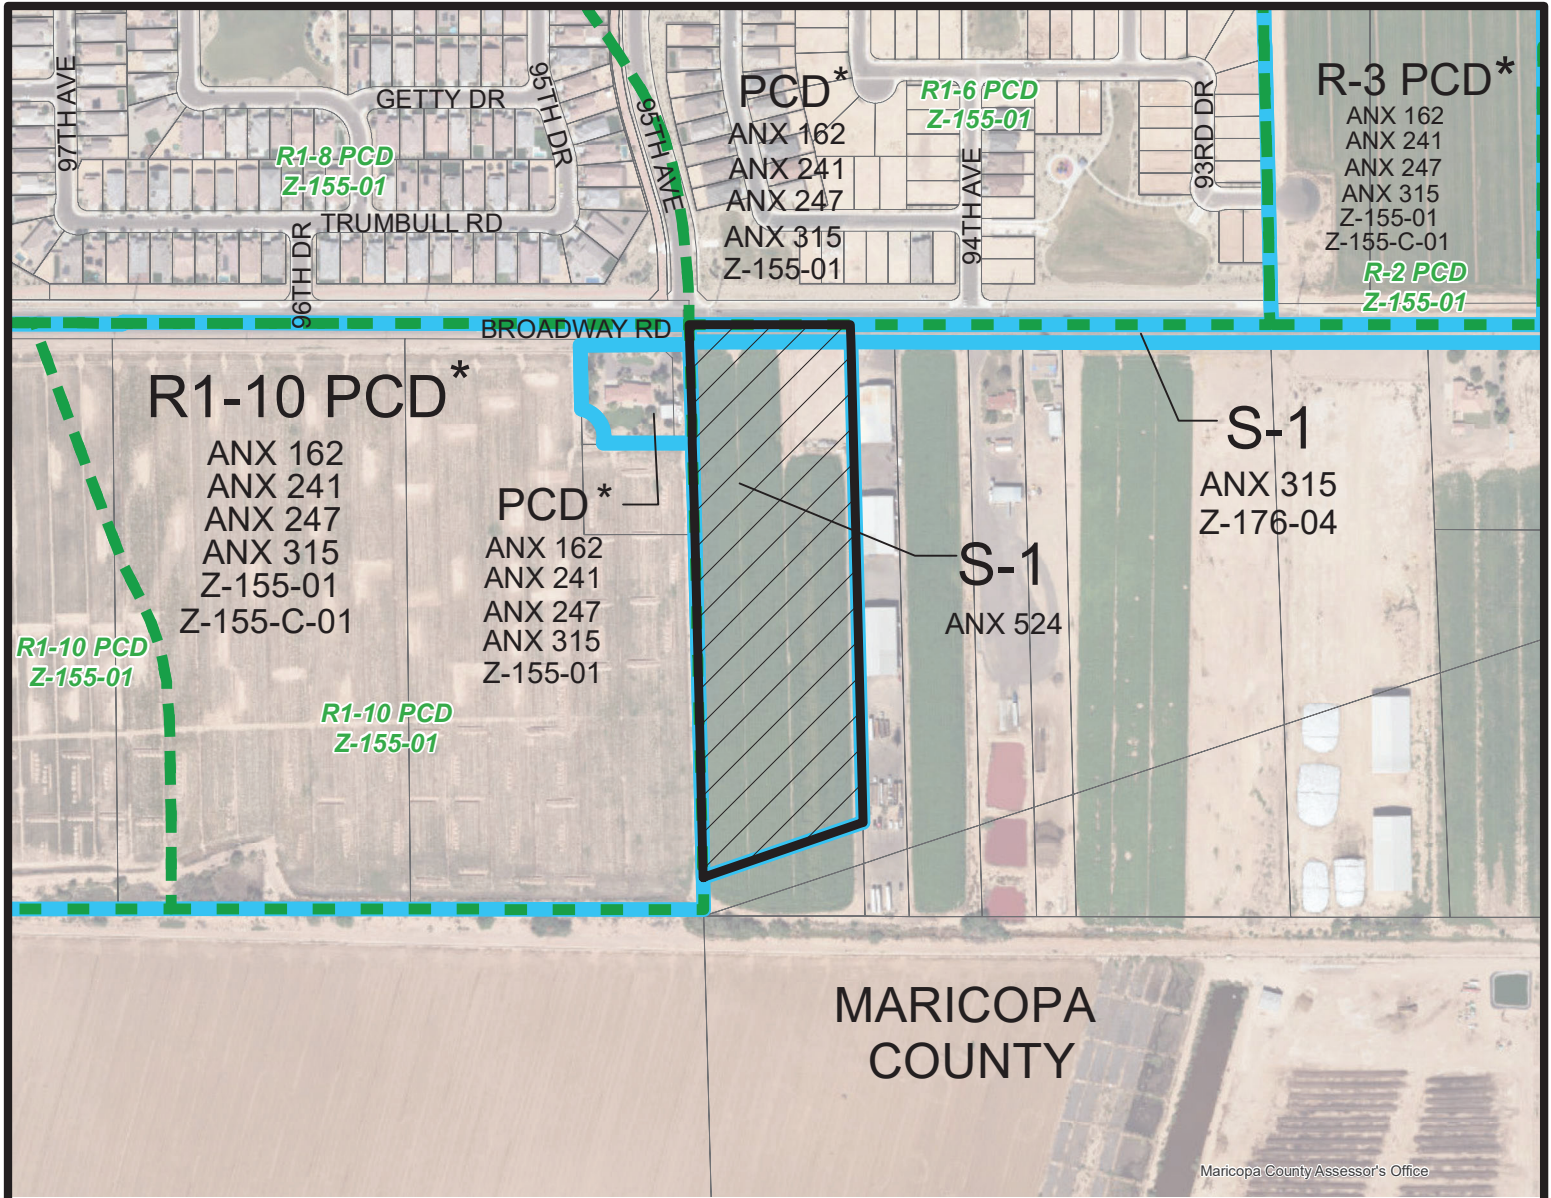 97TH AVE
GETTY DR
95TH DR
95TH AVE
R1-8 PCD
Z-155-01
TRUMBULL RD
96TH DR
PCD*
ANX 162
ANX 241
ANX 247
ANX 315
Z-155-01
R1-6 PCD
Z-155-01
94TH AVE
93RD DR
R-3 PCD*
ANX 162
ANX 241
ANX 247
ANX 315
Z-155-01
Z-155-C-01
R-2 PCD
Z-155-01
BROADWAY RD
R1-10 PCD*
ANX 162
ANX 241
ANX 247
ANX 315
Z-155-01
Z-155-C-01
PCD*
ANX 162
ANX 241
ANX 247
ANX 315
Z-155-01
S-1
ANX 524
S-1
ANX 315
Z-176-04
R1-10 PCD
Z-155-01
R1-10 PCD
Z-155-01
MARICOPA
COUNTY
Maricopa County Assessor's Office